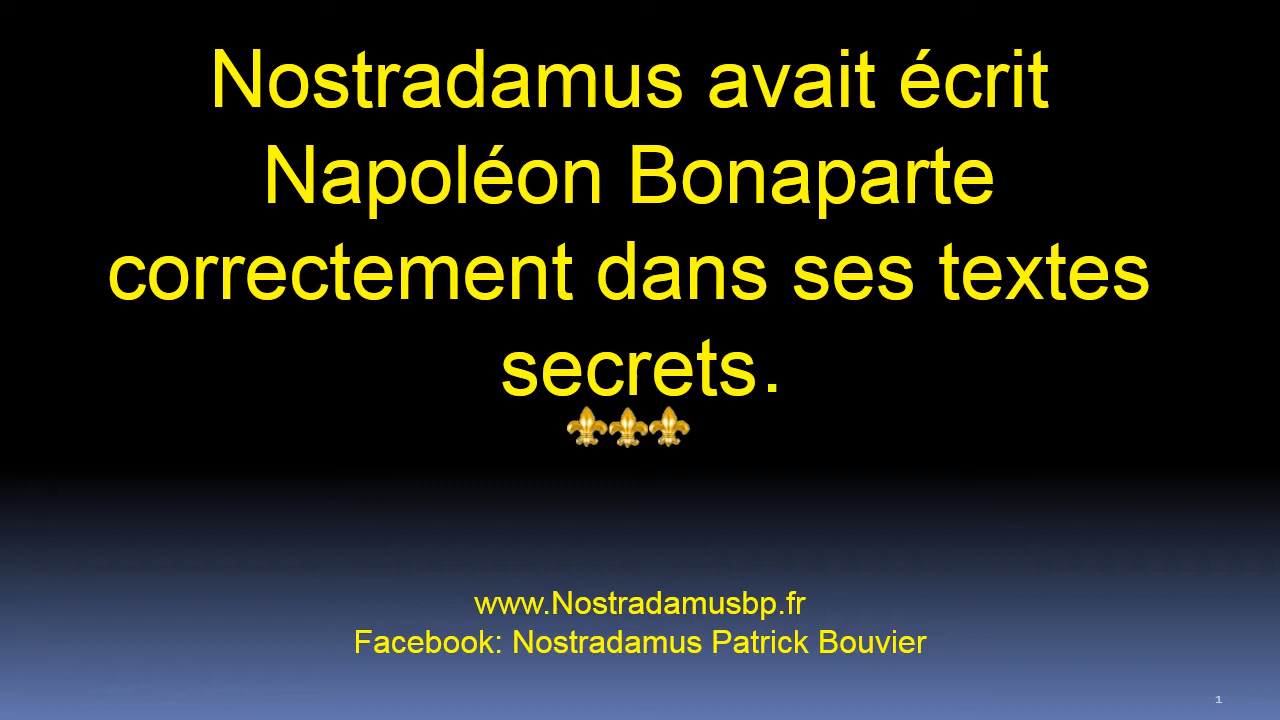 Nostradamus avait écrit
Napoléon Bonaparte
correctement dans ses textes
secrets.
www.Nostradamusbp.fr
Facebook: Nostradamus Patrick Bouvier
1